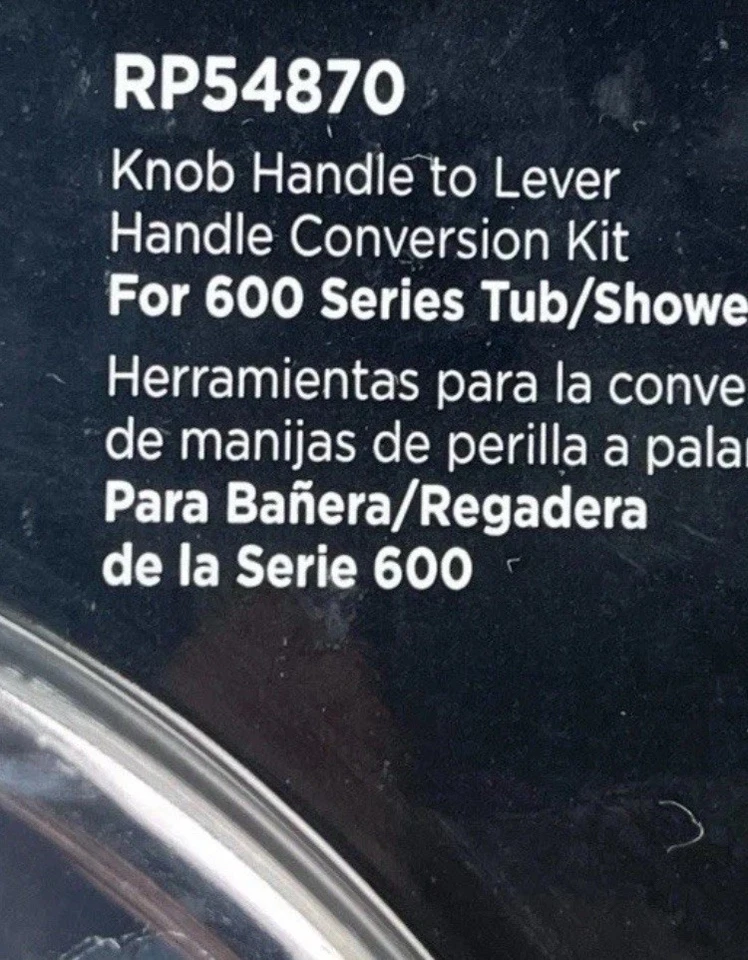 RP54870
Knob Handle to Lever
Handle Conversion Kit
For 600 Series Tub/Showe
Herramientas para la conve
de manijas de perilla a pala
Para Bañera/Regadera
de la Serie 600